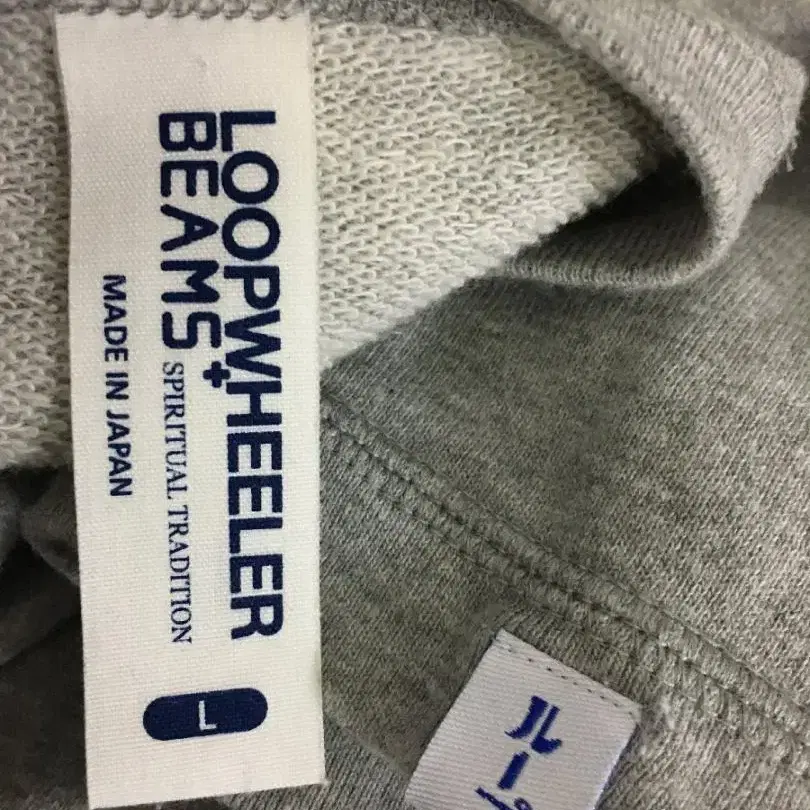 LOOPWHEELER
+
BEAMS
SPIRITUAL TRADITION
MADE IN JAPAN
L
ルー